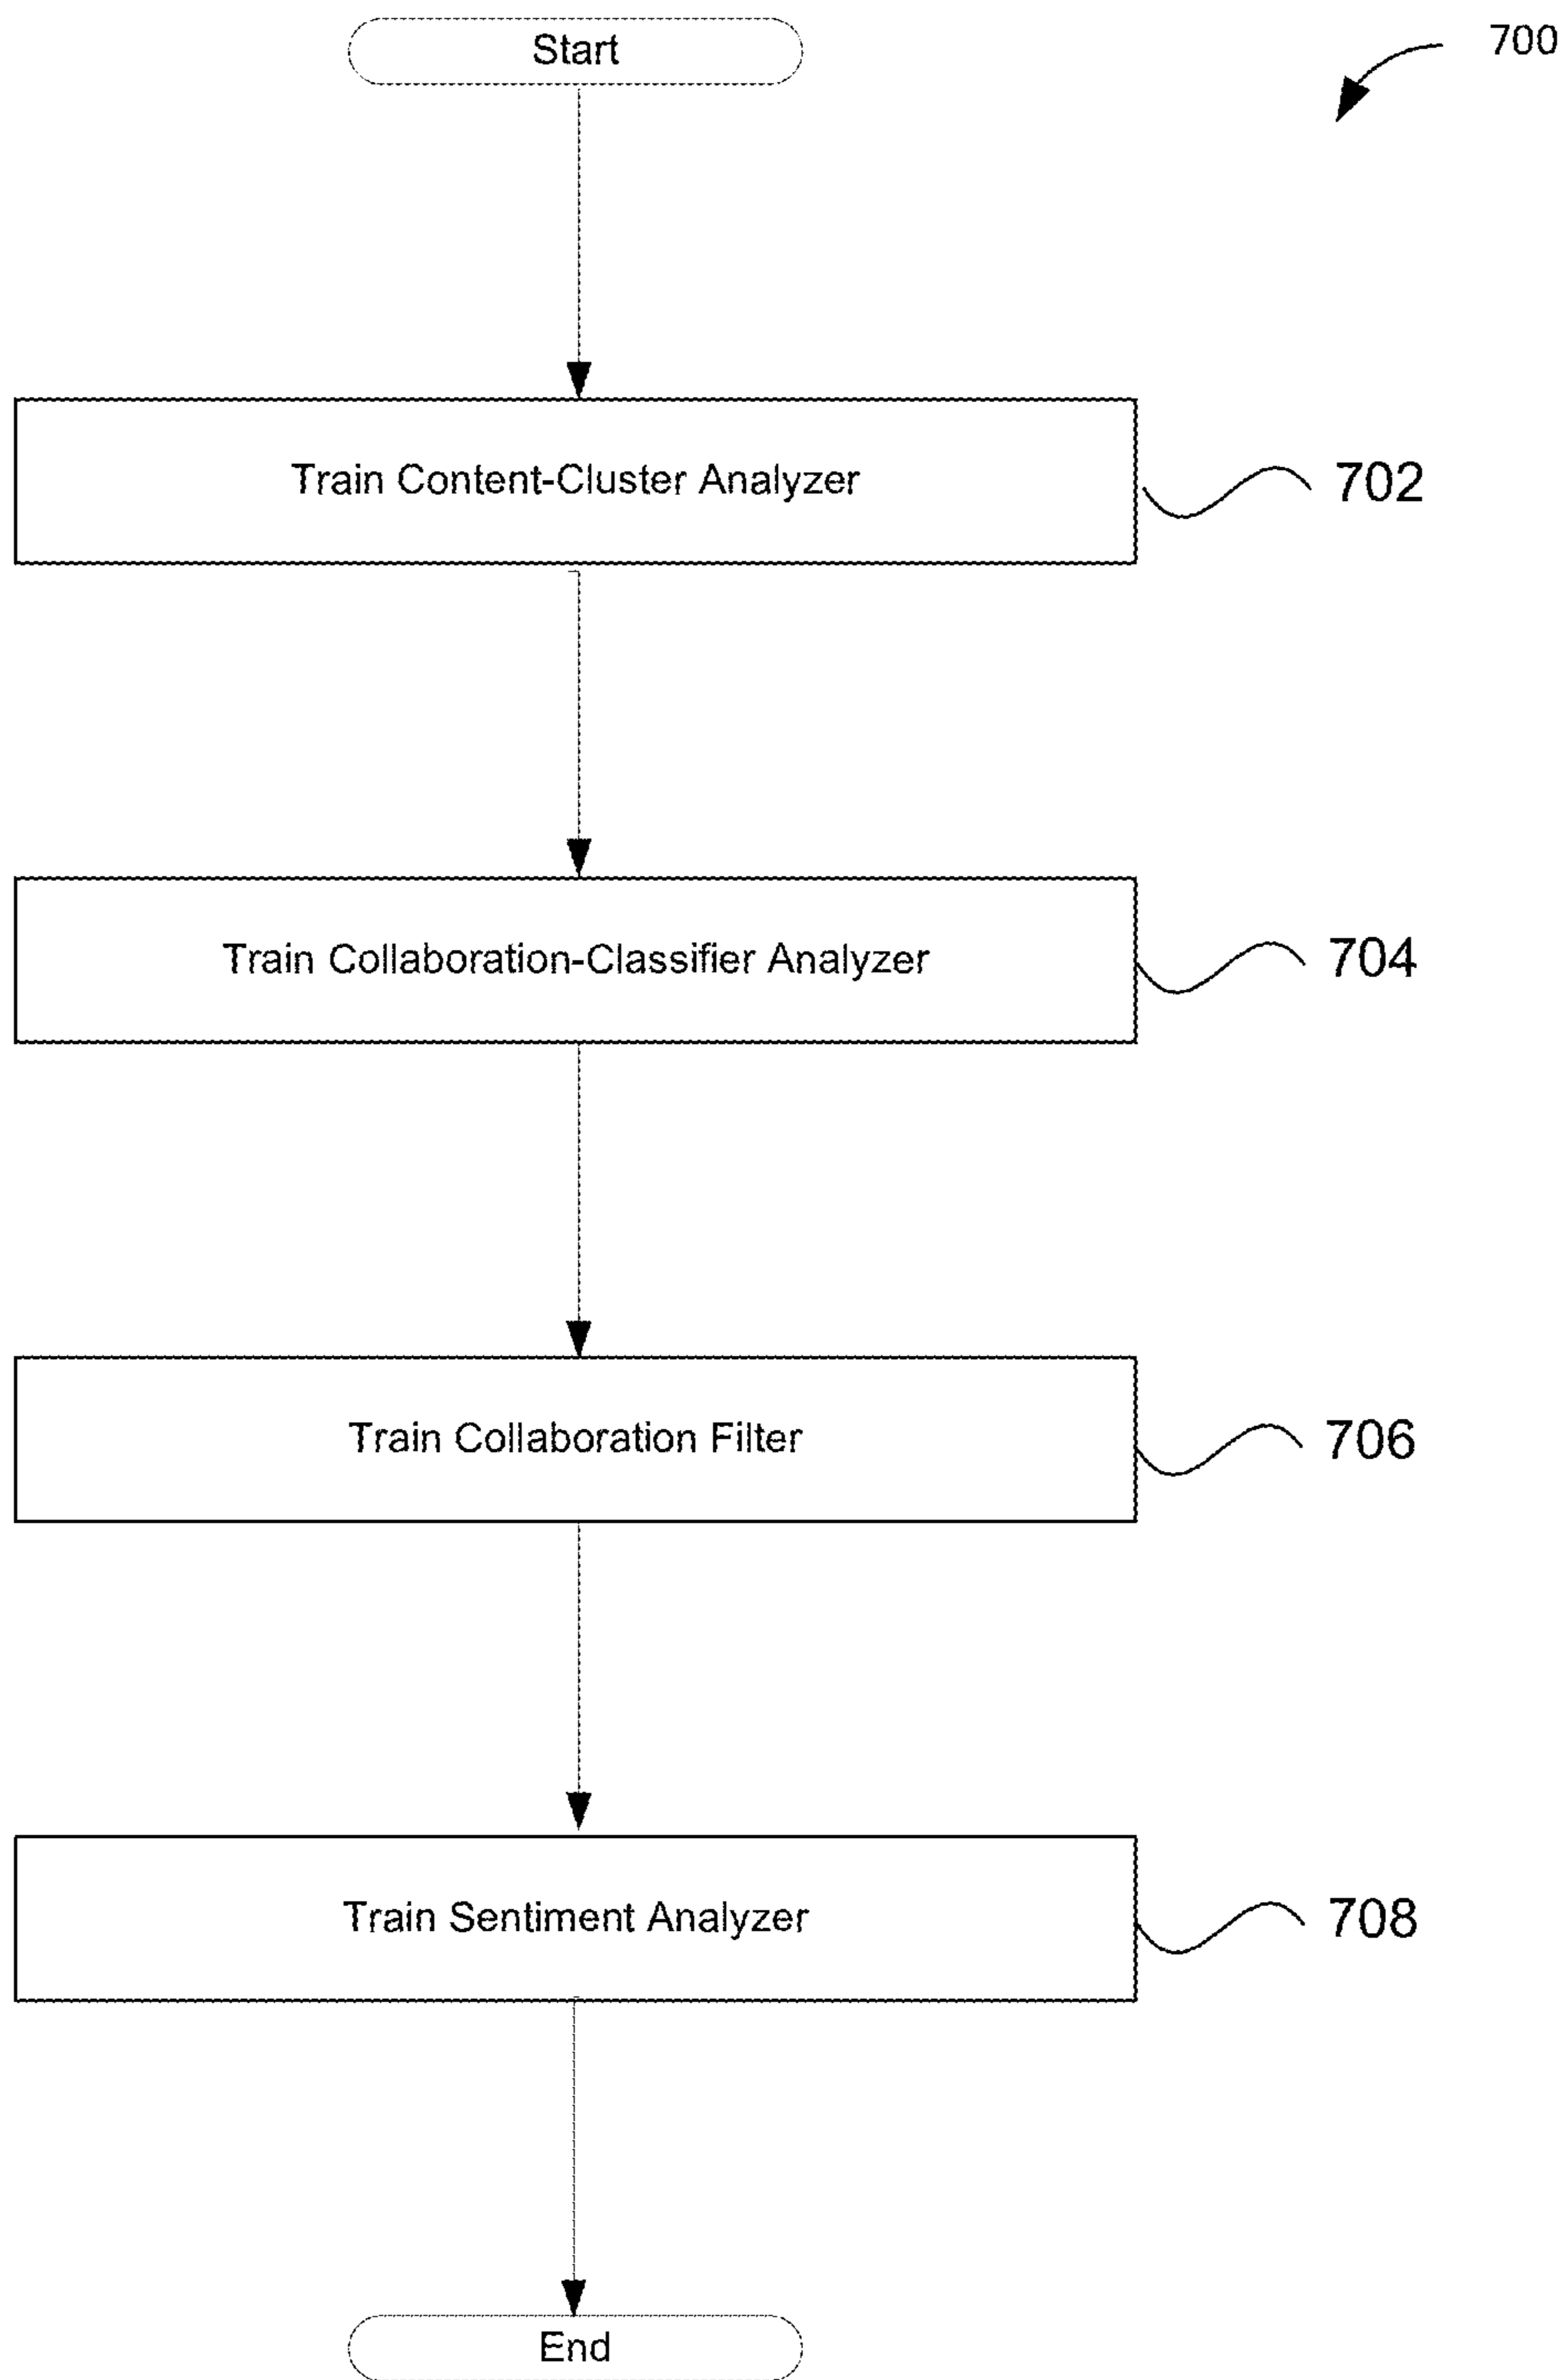 Start
700
Train Content-Cluster Analyzer
702
Train Collaboration-Classifier Analyzer
704
Train Collaboration Filter
706
Train Sentiment Analyzer
708
End